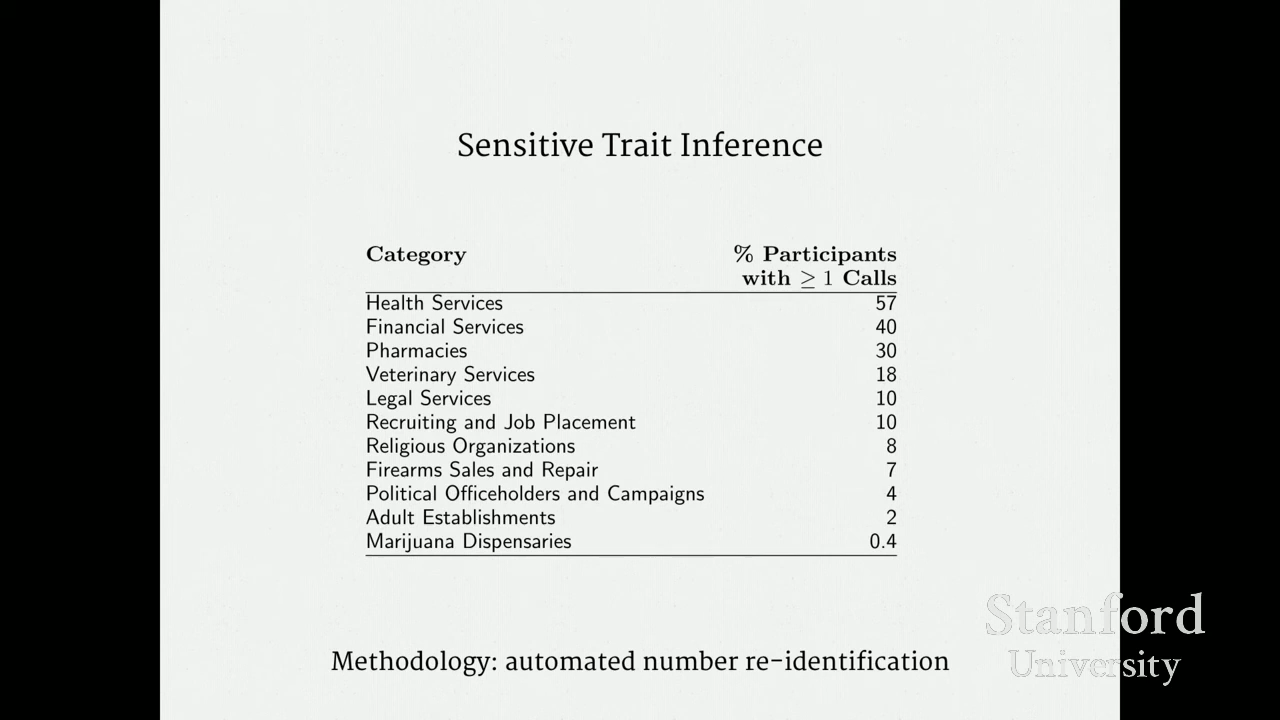 Sensitive Trait Inference
Category % Participants
with ≥ 1 Calls
Health Services 57
Financial Services 40
Pharmacies 30
Veterinary Services 18
Legal Services 10
Recruiting and Job Placement 10
Religious Organizations 8
Firearms Sales and Repair 7
Political Officeholders and Campaigns 4
Adult Establishments 2
Marijuana Dispensaries 0.4
Methodology: automated number re-identification
Stanford
University